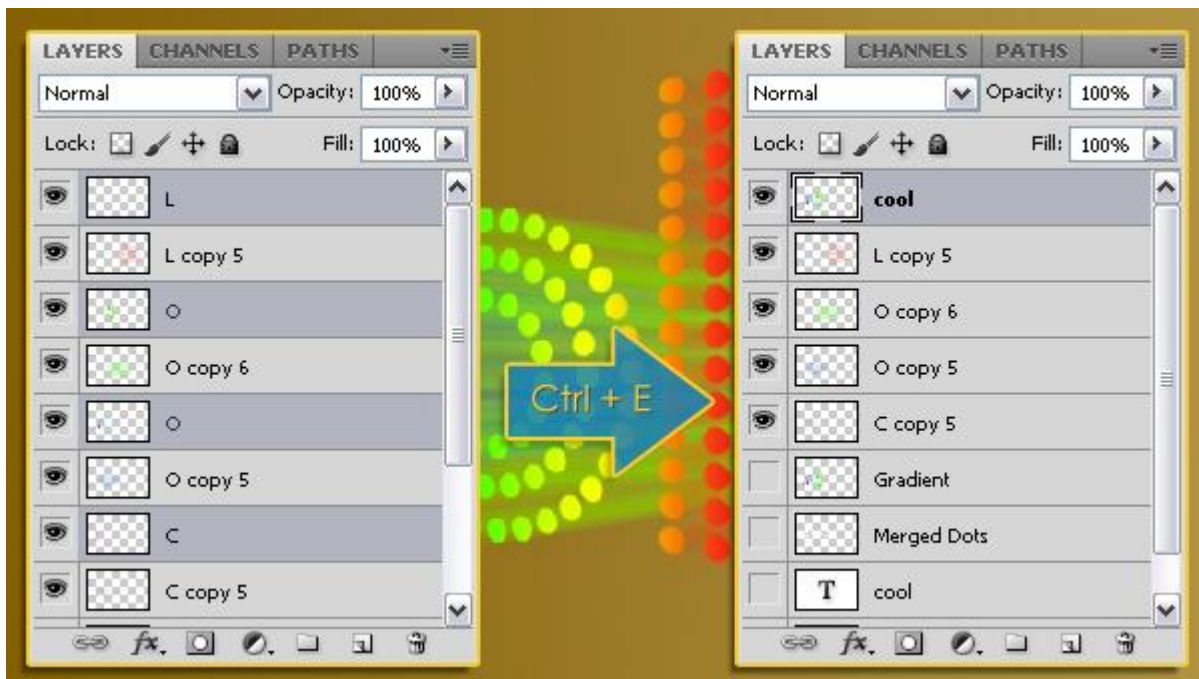 LAYERS CHANNELS PATHS
Normal Opacity: 100%
Lock: Fill: 100%
L
L copy 5
O
O copy 6
O
O copy 5
C
C copy 5
fx.
Ctrl + E
LAYERS CHANNELS PATHS
Normal Opacity: 100%
Lock: Fill: 100%
cool
L copy 5
O copy 6
O copy 5
C copy 5
Gradient
Merged Dots
T cool
fx.